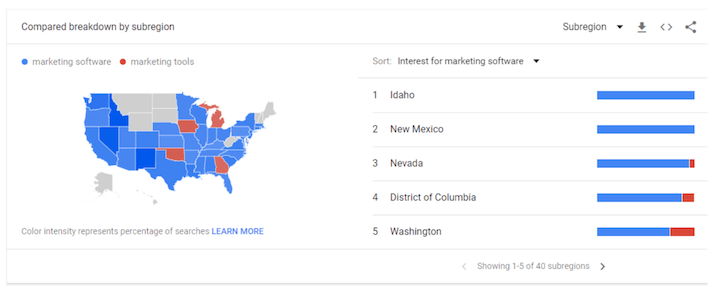 Compared breakdown by subregion
Subregion
marketing software marketing tools
Sort: Interest for marketing software
1 Idaho
2 New Mexico
3 Nevada
4 District of Columbia
5 Washington
Color intensity represents percentage of searches LEARN MORE
Showing 1-5 of 40 subregions